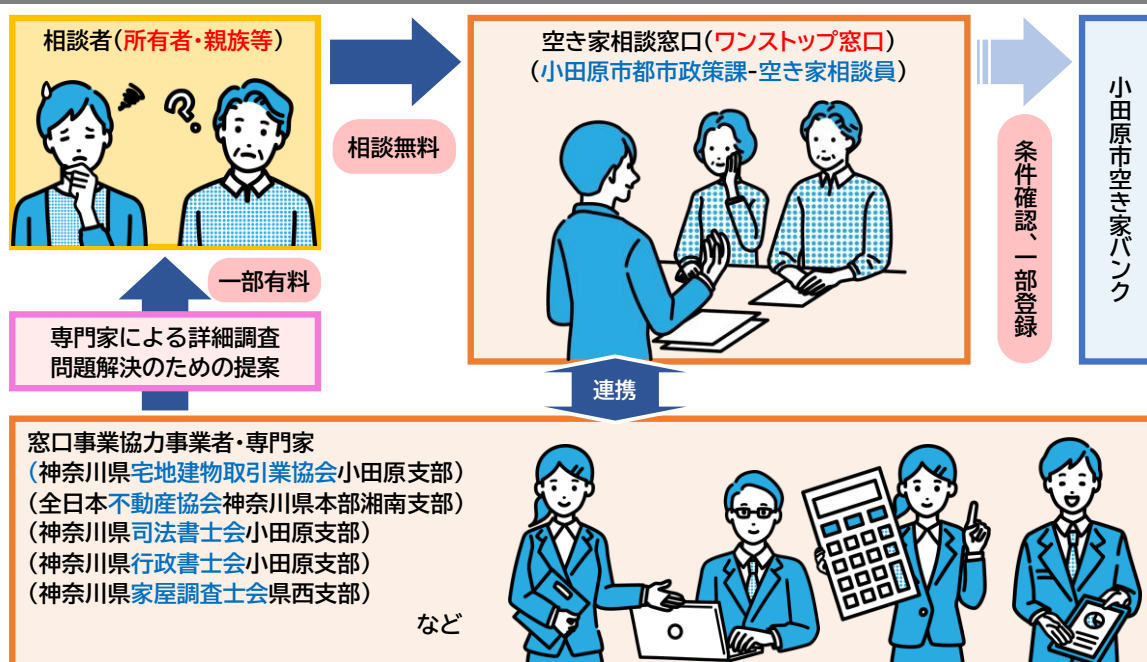 相談者(所有者・親族等)
相談無料
空き家相談窓口(ワンストップ窓口)
(小田原市都市政策課-空き家相談員)
条件確認、一部登録
小田原市空き家バンク
一部有料
専門家による詳細調査
問題解決のための提案
連携
窓口事業協力事業者・専門家
(神奈川県宅地建物取引業協会小田原支部)
(全日本不動産協会神奈川県本部湘南支部)
(神奈川県司法書士会小田原支部)
(神奈川県行政書士会小田原支部)
(神奈川県家屋調査士会県西支部)
など